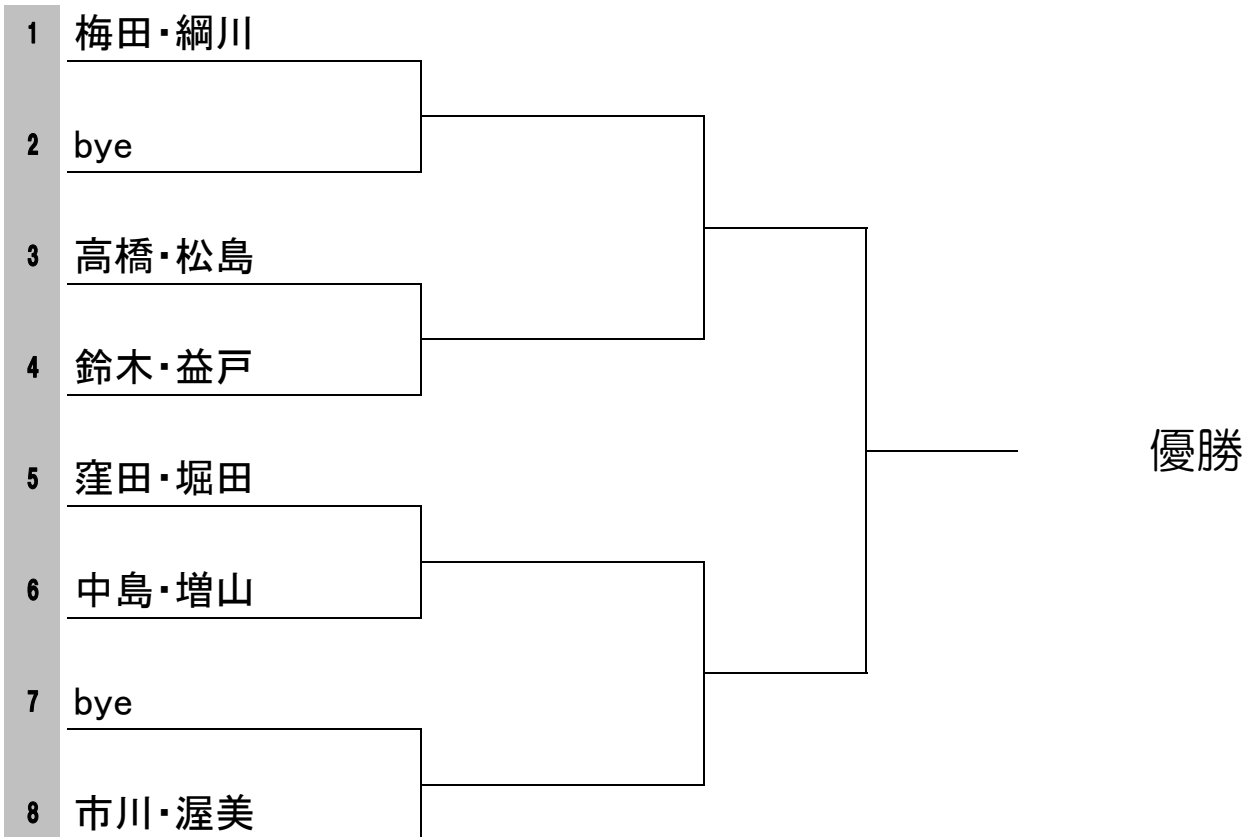 1 梅田・綱川
2 bye
3 高橋・松島
4 鈴木・益戸
優勝
5 窪田・堀田
6 中島・増山
7 bye
8 市川・渥美